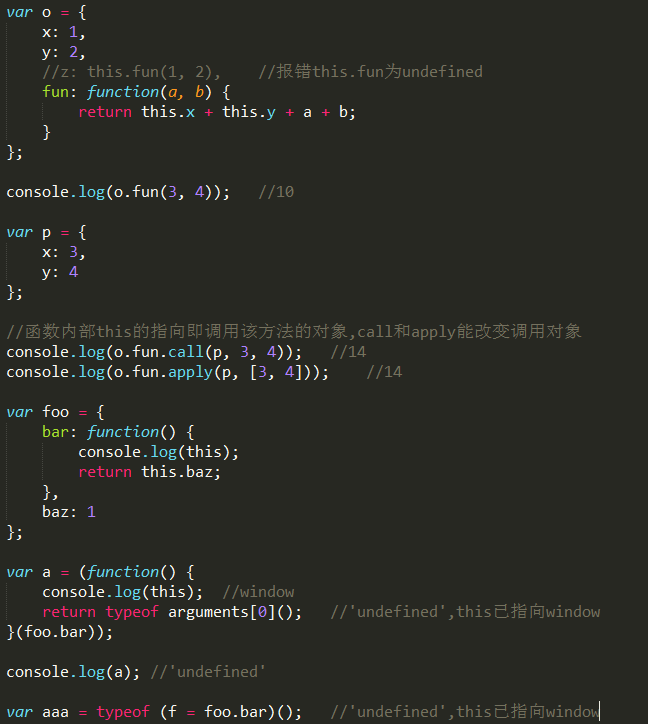 var o = {
    x: 1,
    y: 2,
    //z: this.fun(1, 2),    //报错this.fun为undefined
    fun: function(a, b) {
        return this.x + this.y + a + b;
    }
};

console.log(o.fun(3, 4));   //10

var p = {
    x: 3,
    y: 4
};

//函数内部this的指向即调用该方法的对象,call和apply能改变调用对象
console.log(o.fun.call(p, 3, 4));   //14
console.log(o.fun.apply(p, [3, 4]));    //14

var foo = {
    bar: function() {
        console.log(this);
        return this.baz;
    },
    baz: 1
};

var a = (function() {
    console.log(this);  //window
    return typeof arguments[0]();   //'undefined',this已指向window
}(foo.bar));

console.log(a); //'undefined'

var aaa = typeof (f = foo.bar)();   //'undefined',this已指向window